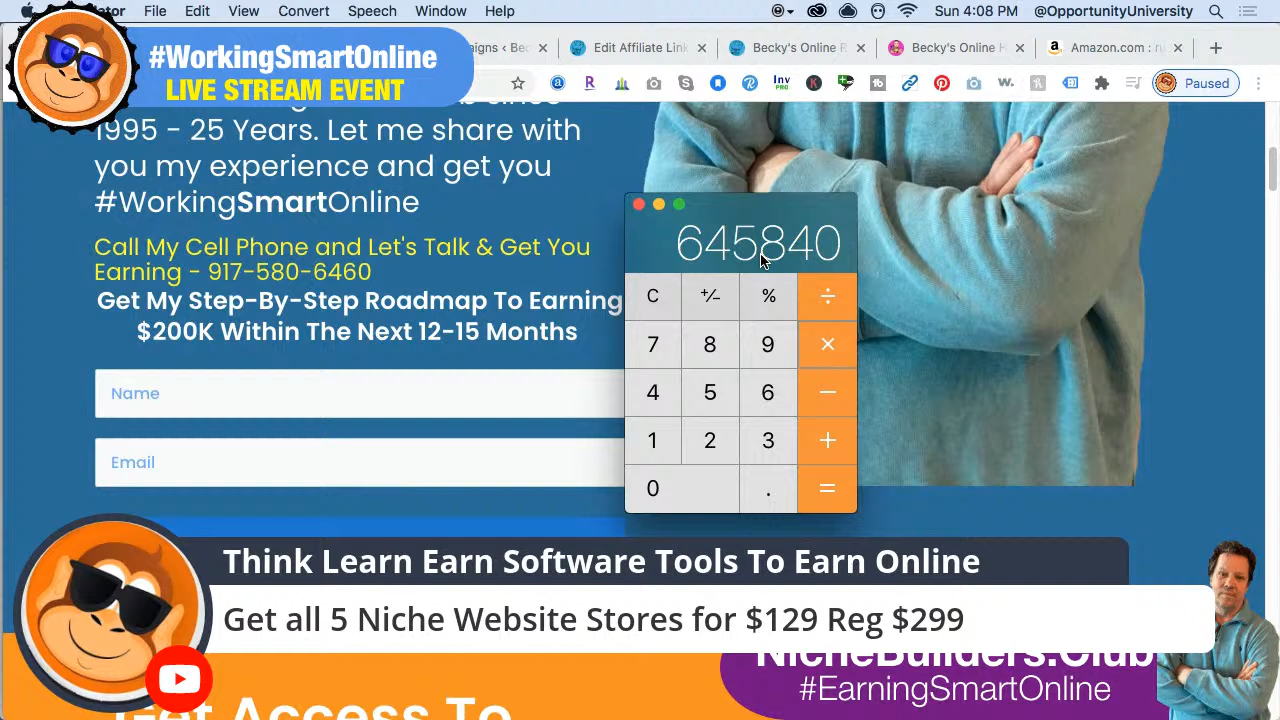 File Edit View Convert Speech Window Help
Sun 4:08 PM @OpportunityUniversity
#WorkingSmartOnline
LIVE STREAM EVENT
Edit Affiliate Lin
Becky's Online
Becky's Online
Amazon.com :
Paused
1995 - 25 Years. Let me share with
you my experience and get you
#WorkingSmartOnline
Call My Cell Phone and Let's Talk & Get You
Earning - 917-580-6460
Get My Step-By-Step Roadmap To Earning
$200K Within The Next 12-15 Months
Name
Email
645840
C +/− % ÷
7 8 9 ×
4 5 6 −
1 2 3 +
0 . =
Think Learn Earn Software Tools To Earn Online
Get all 5 Niche Website Stores for $129 Reg $299
NicheBuilders.Club
#EarningSmartOnline
Get Access To